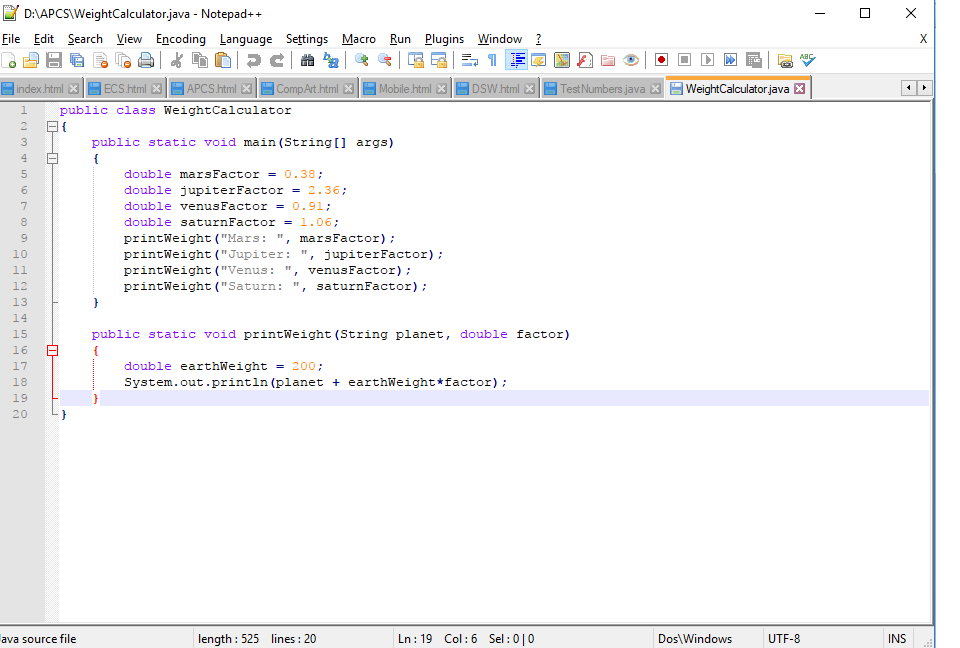 D:\APCS\WeightCalculator.java - Notepad++
File Edit Search View Encoding Language Settings Macro Run Plugins Window ? X
index.html ECS.html APCS.html CompArt.html Mobile.html DSW.html TestNumbers.java WeightCalculator.java
1 public class WeightCalculator
2 {
3 public static void main(String[] args)
4 {
5 double marsFactor = 0.38;
6 double jupiterFactor = 2.36;
7 double venusFactor = 0.91;
8 double saturnFactor = 1.06;
9 printWeight("Mars: ", marsFactor);
10 printWeight("Jupiter: ", jupiterFactor);
11 printWeight("Venus: ", venusFactor);
12 printWeight("Saturn: ", saturnFactor);
13 }
14
15 public static void printWeight(String planet, double factor)
16 {
17 double earthWeight = 200;
18 System.out.println(planet + earthWeight*factor);
19 }
20 }
Java source file length : 525 lines : 20 Ln : 19 Col : 6 Sel : 0 | 0 Dos\Windows UTF-8 INS